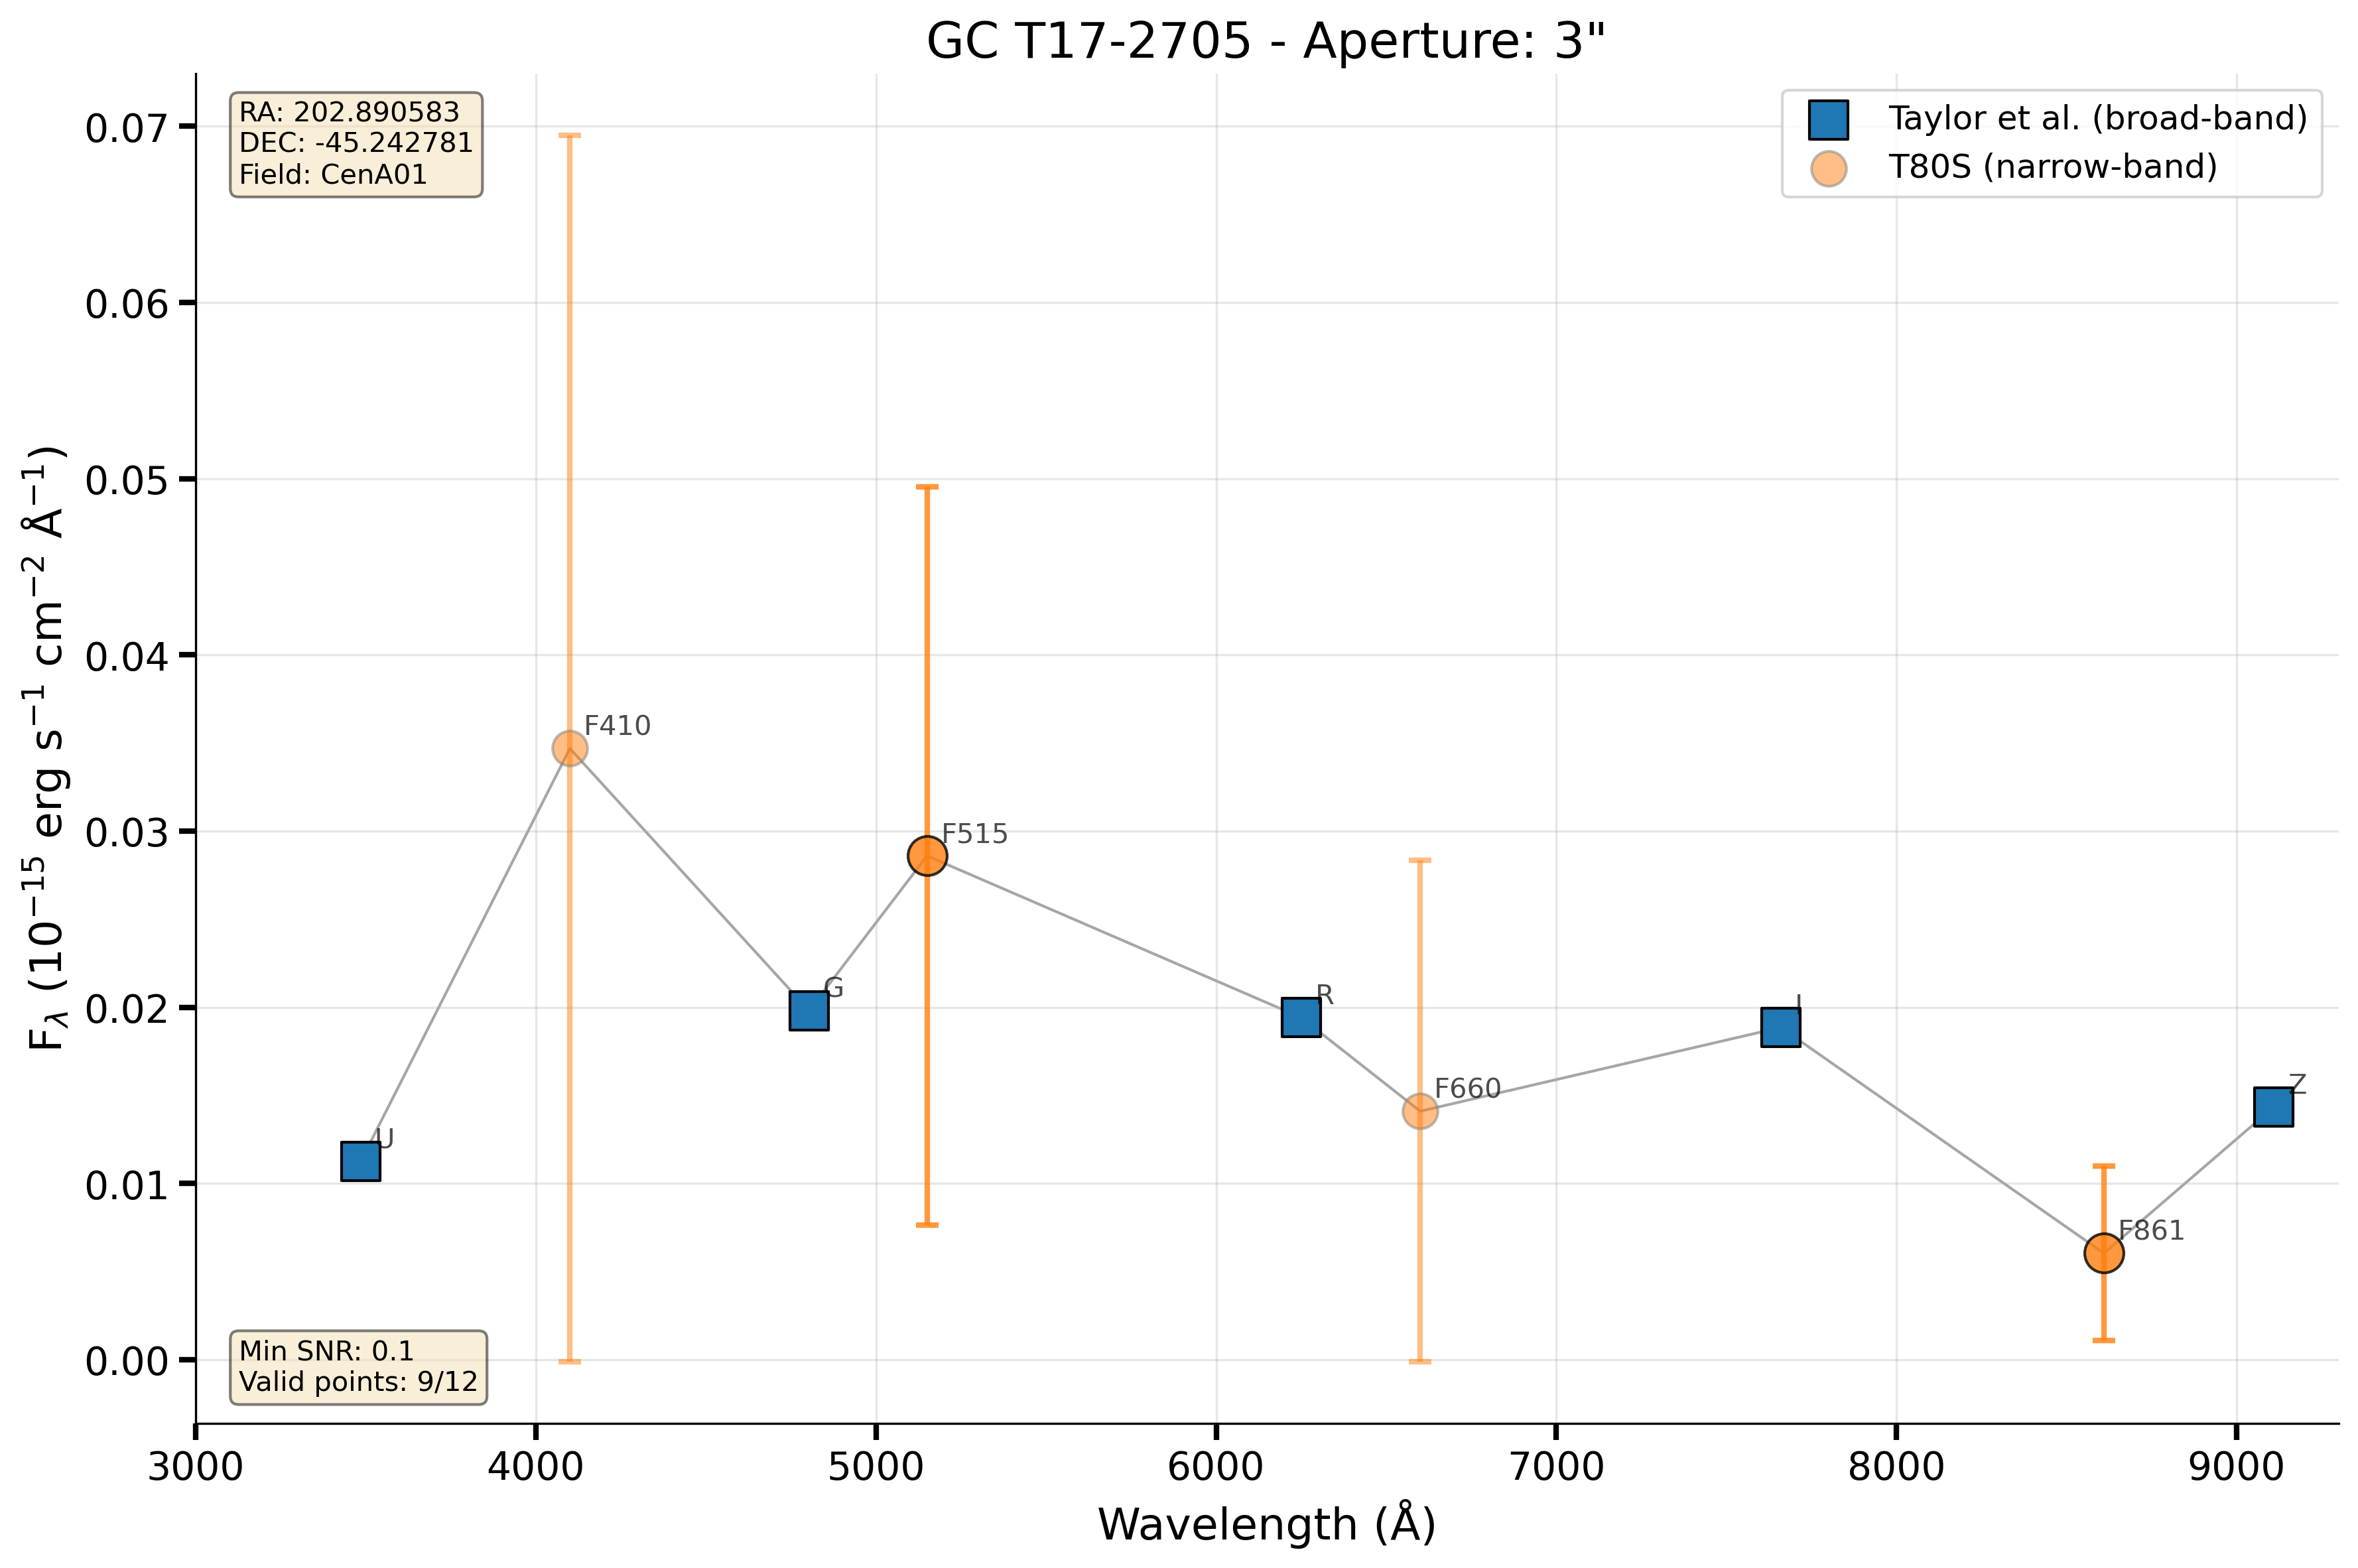 GC T17-2705 - Aperture: 3"
RA: 202.890583
DEC: -45.242781
Field: CenA01
Taylor et al. (broad-band)
T80S (narrow-band)
0.07
0.06
0.05
0.04
0.03
0.02
0.01
0.00
F410
F515
G
R
I
F660
Z
U
F861
Min SNR: 0.1
Valid points: 9/12
3000 4000 5000 6000 7000 8000 9000
Wavelength (Å)
Fλ (10⁻¹⁵ erg s⁻¹ cm⁻² Å⁻¹)